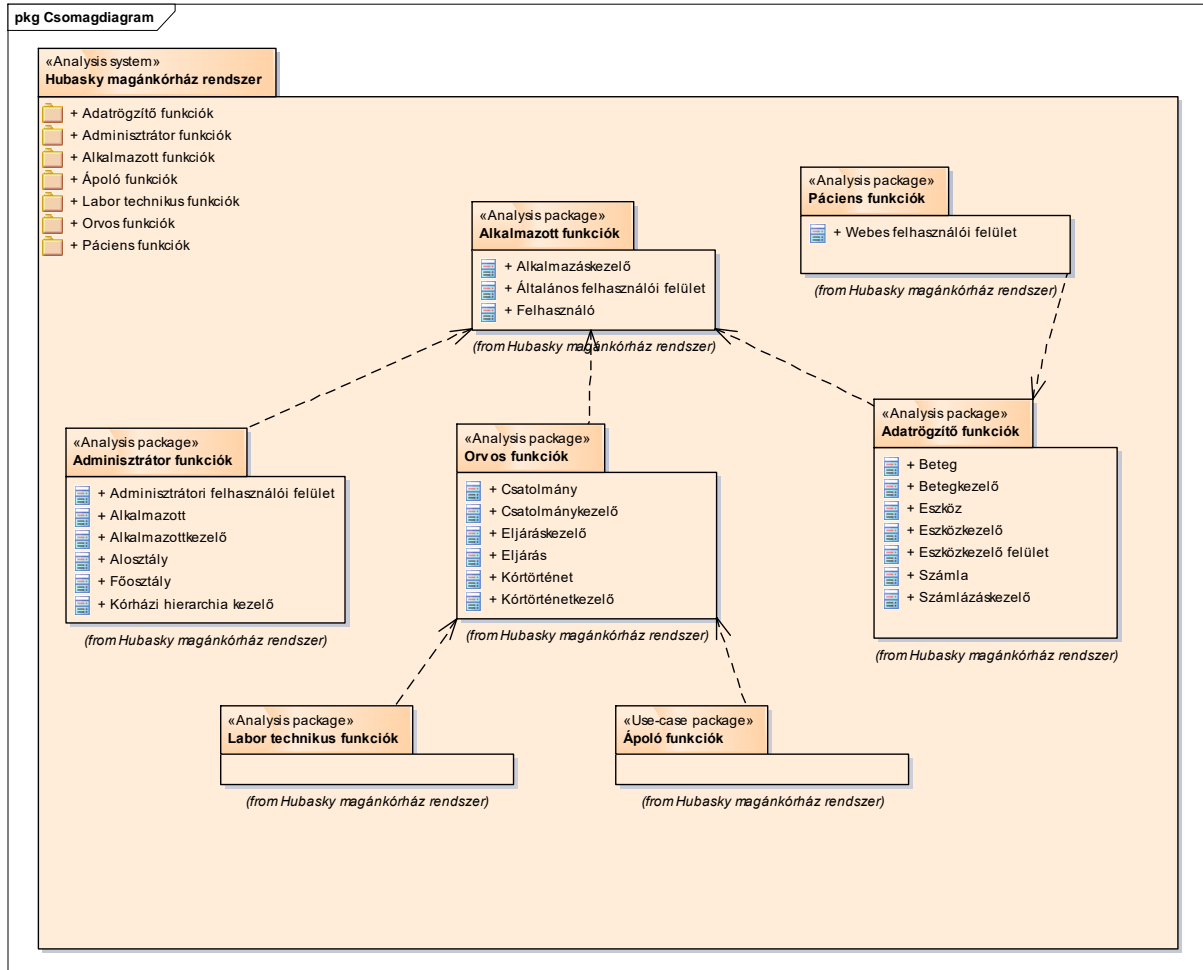 pkg Csomagdiagram
«Analysis system»
Hubasky magánkórház rendszer
+ Adatrögzítő funkciók
+ Adminisztrátor funkciók
+ Alkalmazott funkciók
+ Ápoló funkciók
+ Labor technikus funkciók
+ Orvos funkciók
+ Páciens funkciók
«Analysis package»
Páciens funkciók
+ Webes felhasználói felület
(from Hubasky magánkórház rendszer)
«Analysis package»
Alkalmazott funkciók
+ Alkalmazáskezelő
+ Általános felhasználói felület
+ Felhasználó
(from Hubasky magánkórház rendszer)
«Analysis package»
Adminisztrátor funkciók
+ Adminisztrátori felhasználói felület
+ Alkalmazott
+ Alkalmazottkezelő
+ Alosztály
+ Főosztály
+ Kórházi hierarchia kezelő
(from Hubasky magánkórház rendszer)
«Analysis package»
Orvos funkciók
+ Csatolmány
+ Csatolmánykezelő
+ Eljáráskezelő
+ Eljárás
+ Kórtörténet
+ Kórtörténetkezelő
(from Hubasky magánkórház rendszer)
«Analysis package»
Adatrögzítő funkciók
+ Beteg
+ Betegkezelő
+ Eszköz
+ Eszközkezelő
+ Eszközkezelő felület
+ Számla
+ Számlázáskezelő
(from Hubasky magánkórház rendszer)
«Analysis package»
Labor technikus funkciók
(from Hubasky magánkórház rendszer)
«Use-case package»
Ápoló funkciók
(from Hubasky magánkórház rendszer)